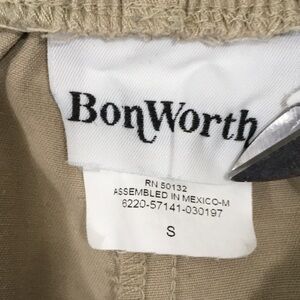 BonWorth
RN 50132
ASSEMBLED IN MEXICO-M
6220-57141-030197
S